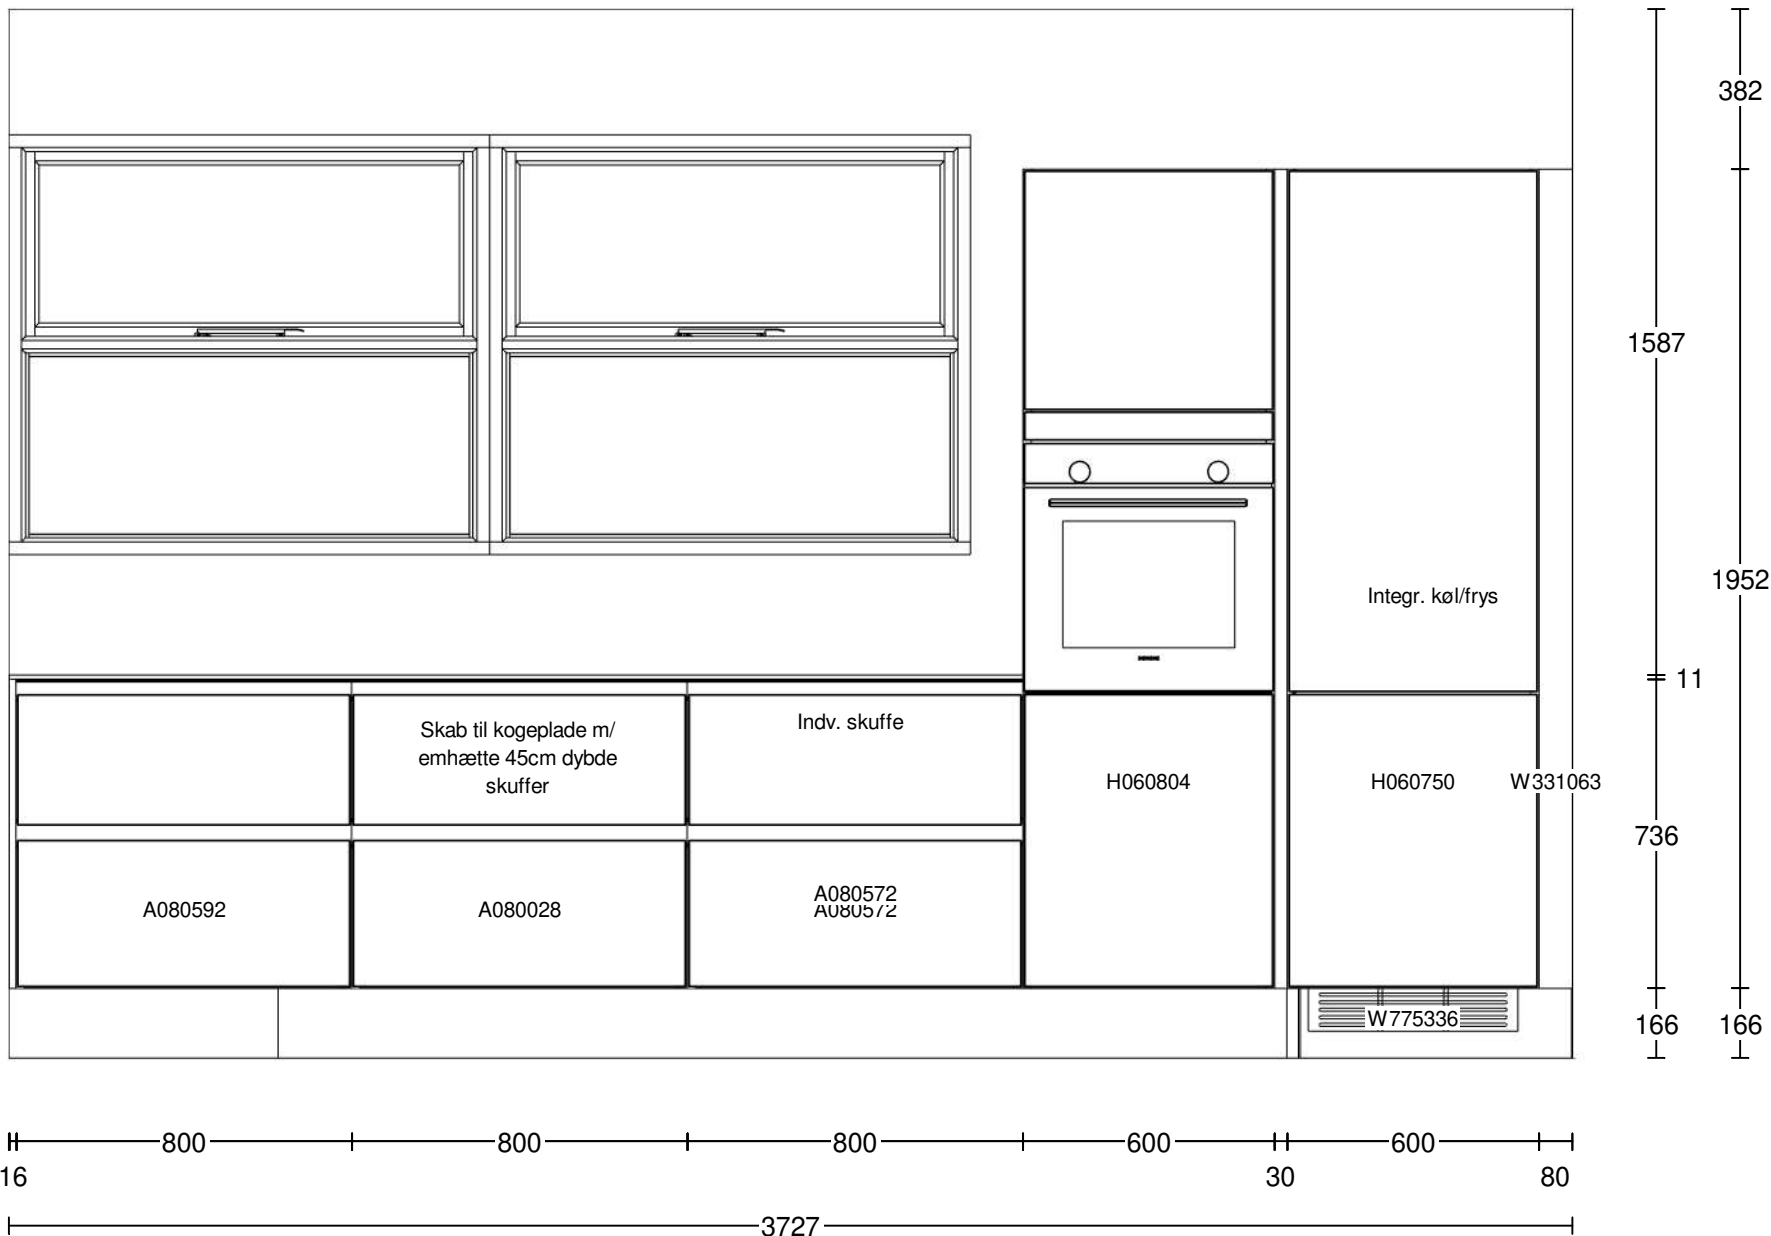 382
1587
1952
Integr. køl/frys
11
Skab til kogeplade m/
emhætte 45cm dybde
skuffer
Indv. skuffe
H060804
H060750
W331063
736
A080592
A080028
A080572
A080572
W775336
166
166
800
800
800
600
600
16
30
80
3727